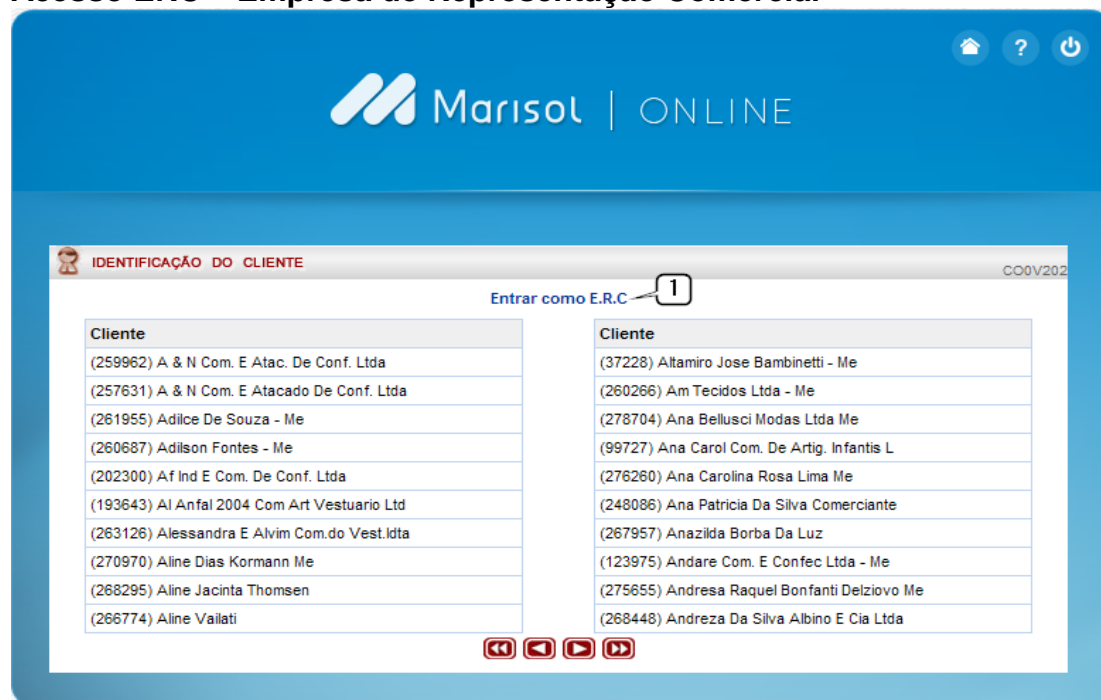 Acesso ERC – Empresa de Representação Comercial
?
Marisol | ONLINE
IDENTIFICAÇÃO DO CLIENTE
CO0V202
Entrar como E.R.C
1
Cliente
(259962) A & N Com. E Atac. De Conf. Ltda
(257631) A & N Com. E Atacado De Conf. Ltda
(261955) Adilce De Souza - Me
(260687) Adilson Fontes - Me
(202300) Af Ind E Com. De Conf. Ltda
(193643) Al Anfal 2004 Com Art Vestuario Ltd
(263126) Alessandra E Alvim Com.do Vest.ldta
(270970) Aline Dias Kormann Me
(268295) Aline Jacinta Thomsen
(266774) Aline Vailati
Cliente
(37228) Altamiro Jose Bambinetti - Me
(260266) Am Tecidos Ltda - Me
(278704) Ana Bellusci Modas Ltda Me
(99727) Ana Carol Com. De Artig. Infantis L
(276260) Ana Carolina Rosa Lima Me
(248086) Ana Patricia Da Silva Comerciante
(267957) Anazilda Borba Da Luz
(123975) Andare Com. E Confec Ltda - Me
(275655) Andresa Raquel Bonfanti Delziovo Me
(268448) Andreza Da Silva Albino E Cia Ltda